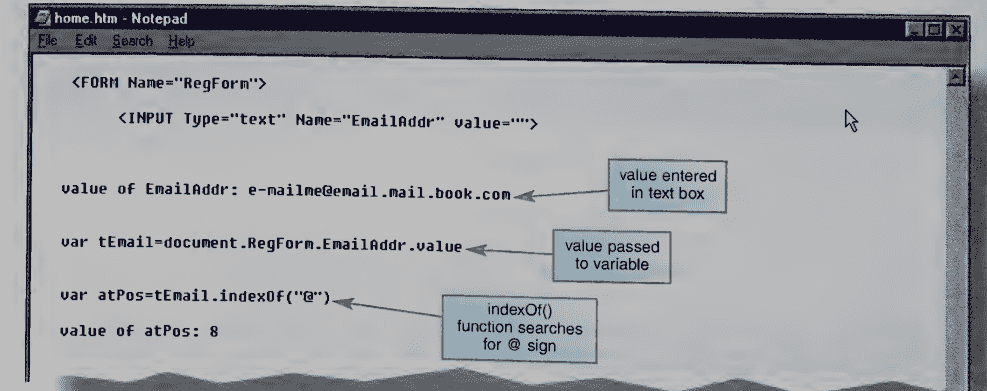 home.htm - Notepad
File Edit Search Help
<FORM Name="RegForm">
<INPUT Type="text" Name="EmailAddr" value="">
value of EmailAddr: e-mailme@email.mail.book.com
value entered
in text box
var tEmail=document.RegForm.EmailAddr.value
value passed
to variable
var atPos=tEmail.indexOf("@")
indexOf()
function searches
for @ sign
value of atPos: 8